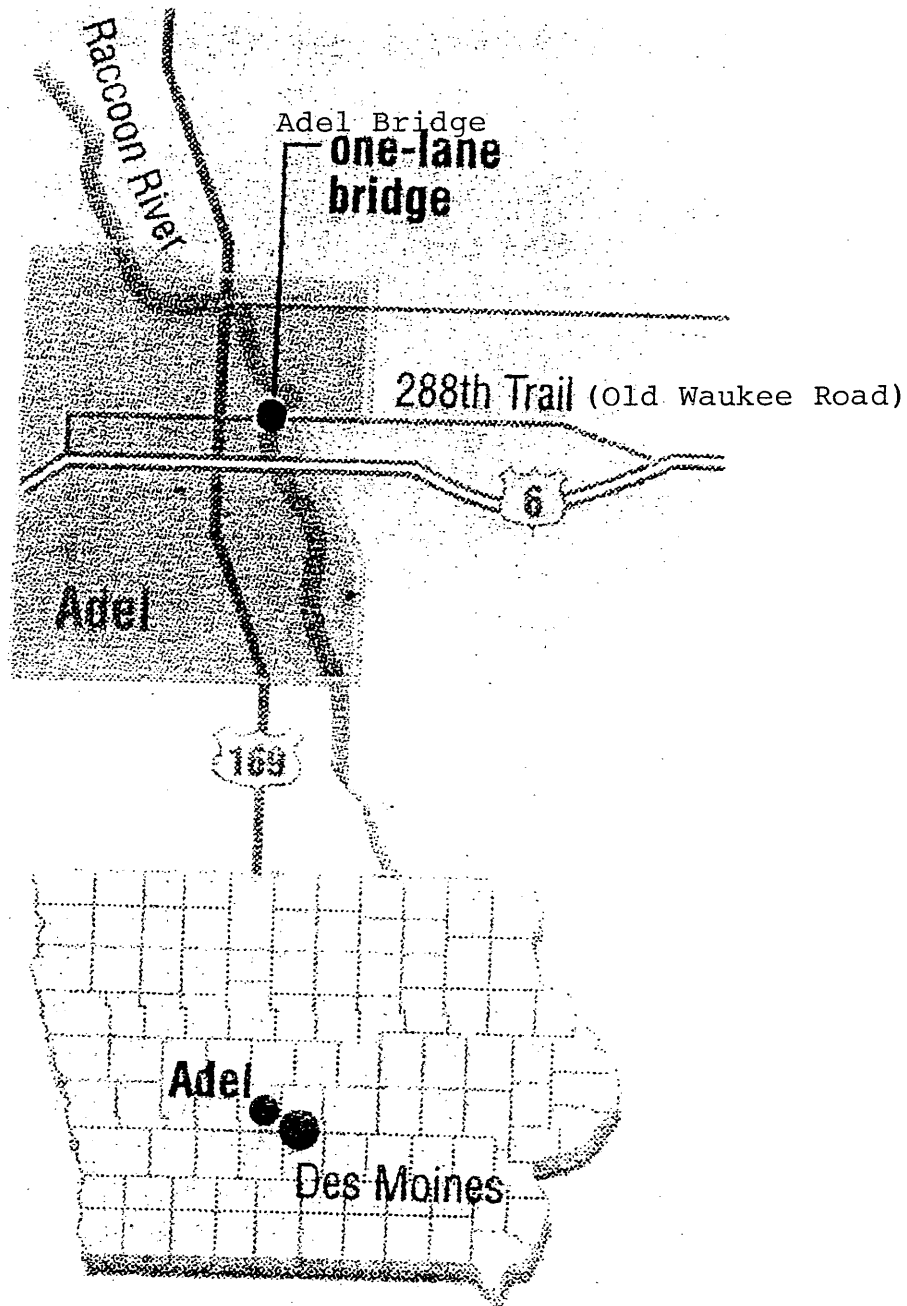 Raccoon River
Adel Bridge
one-lane
bridge
288th Trail (Old Waukee Road)
6
Adel
169
Adel
Des Moines